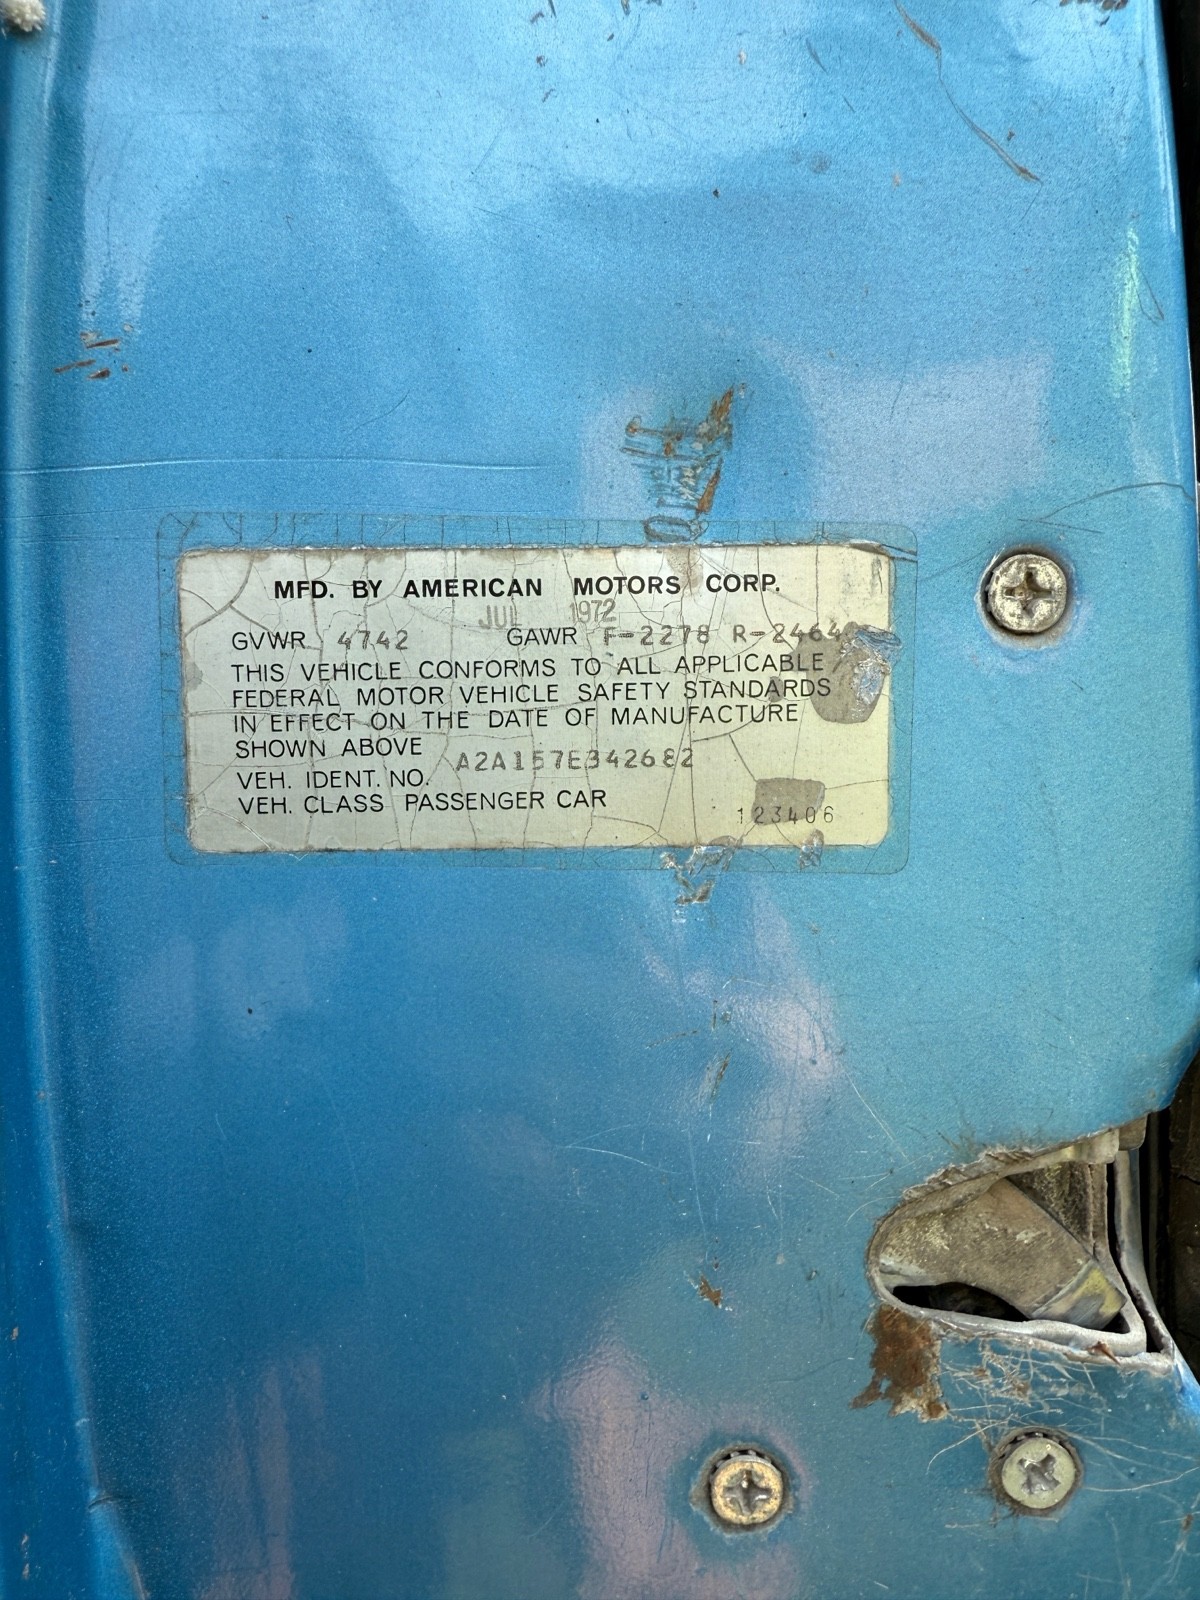 MFD. BY AMERICAN MOTORS CORP.
JUL 1972
GVWR 4742 GAWR F-2278 R-2464
THIS VEHICLE CONFORMS TO ALL APPLICABLE
FEDERAL MOTOR VEHICLE SAFETY STANDARDS
IN EFFECT ON THE DATE OF MANUFACTURE
SHOWN ABOVE
VEH. IDENT. NO. A2A157E342682
VEH. CLASS PASSENGER CAR
123406